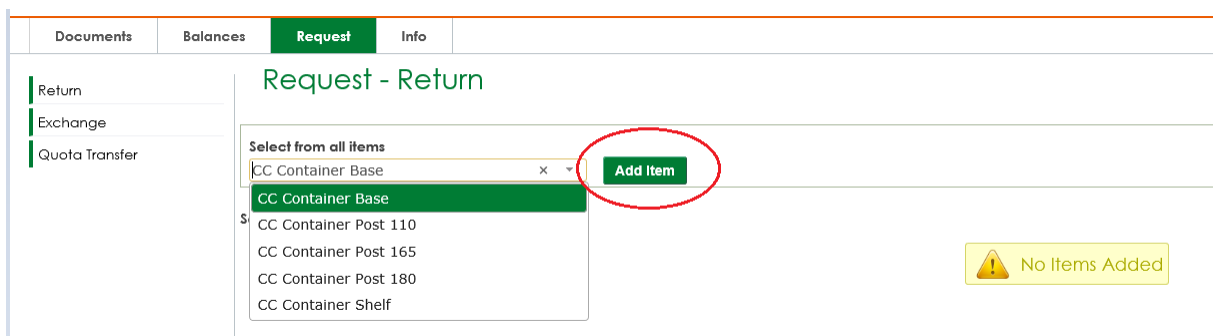 Documents Balances Request Info
Return
Exchange
Quota Transfer
Request - Return
Select from all items
CC Container Base × Add Item
CC Container Base
CC Container Post 110
CC Container Post 165
CC Container Post 180
CC Container Shelf
No Items Added